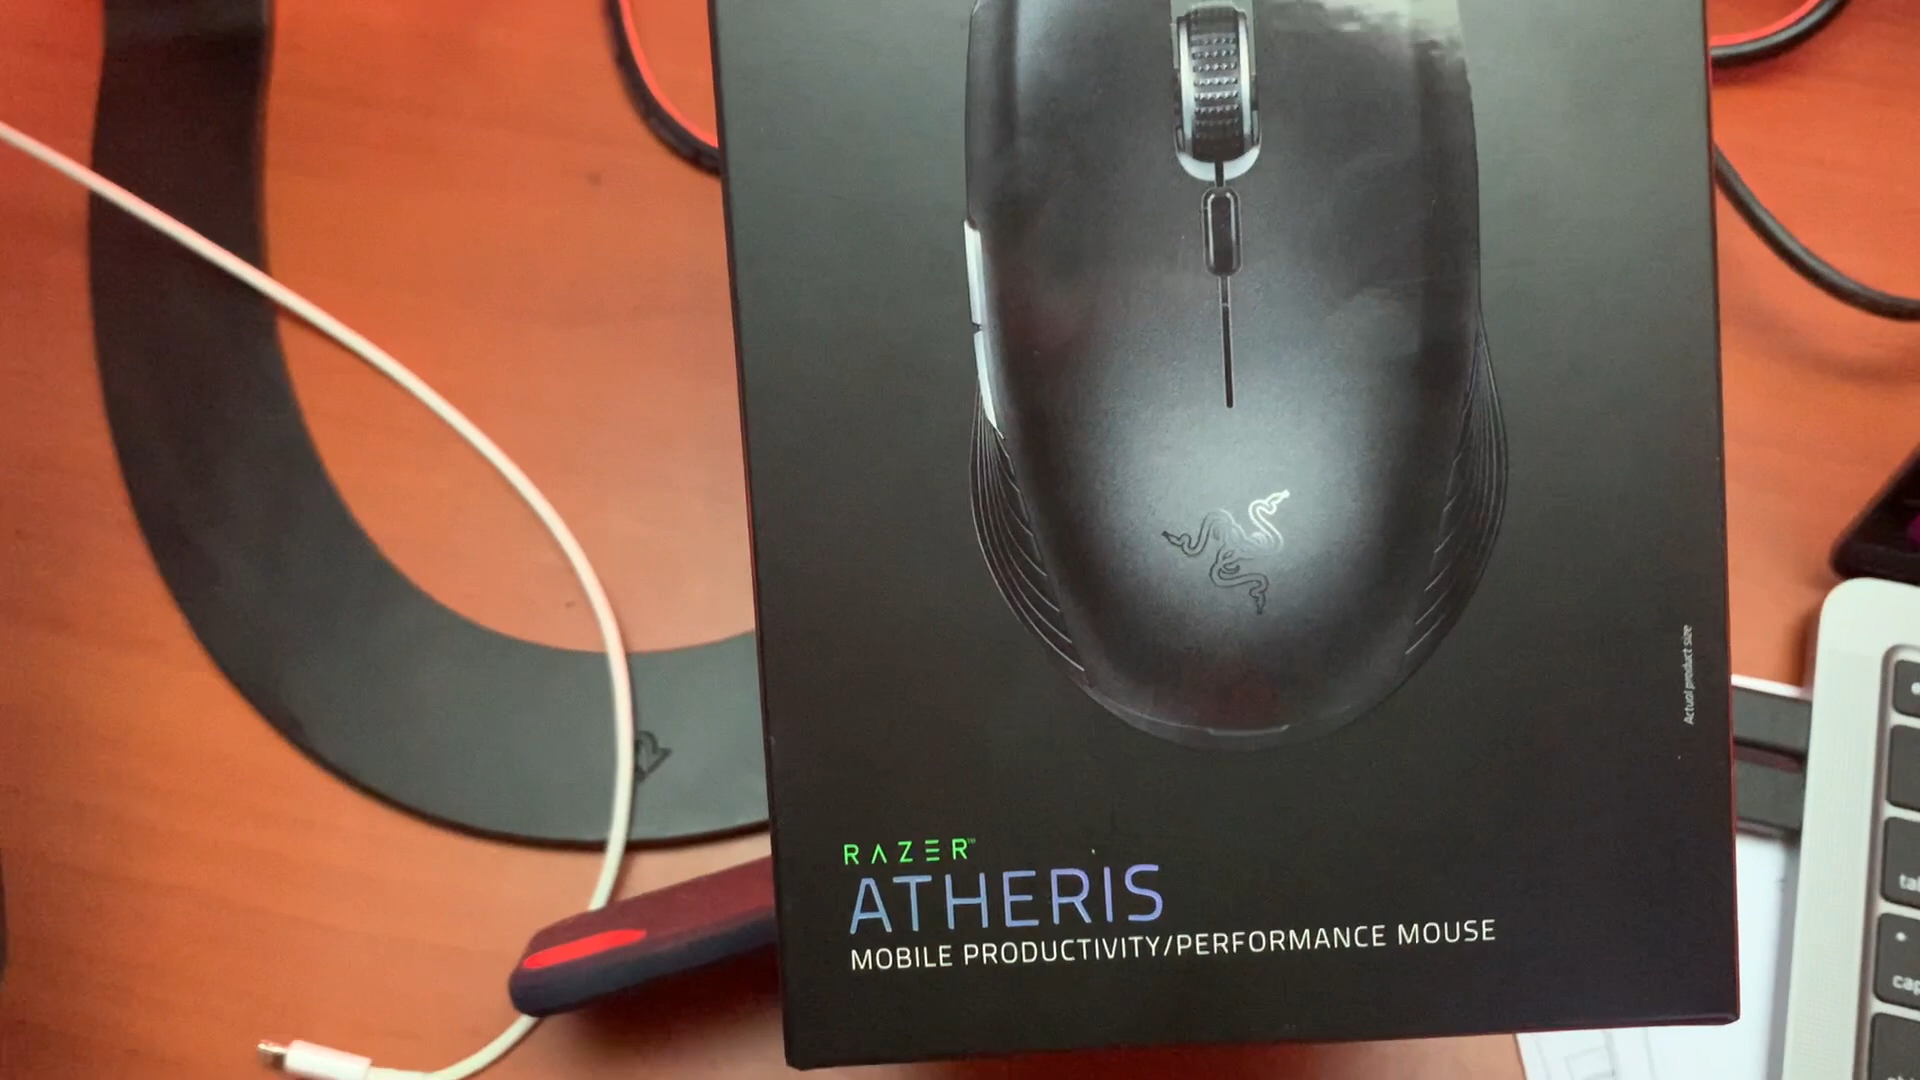 Actual product size
RAZER™
ATHERIS
MOBILE PRODUCTIVITY/PERFORMANCE MOUSE